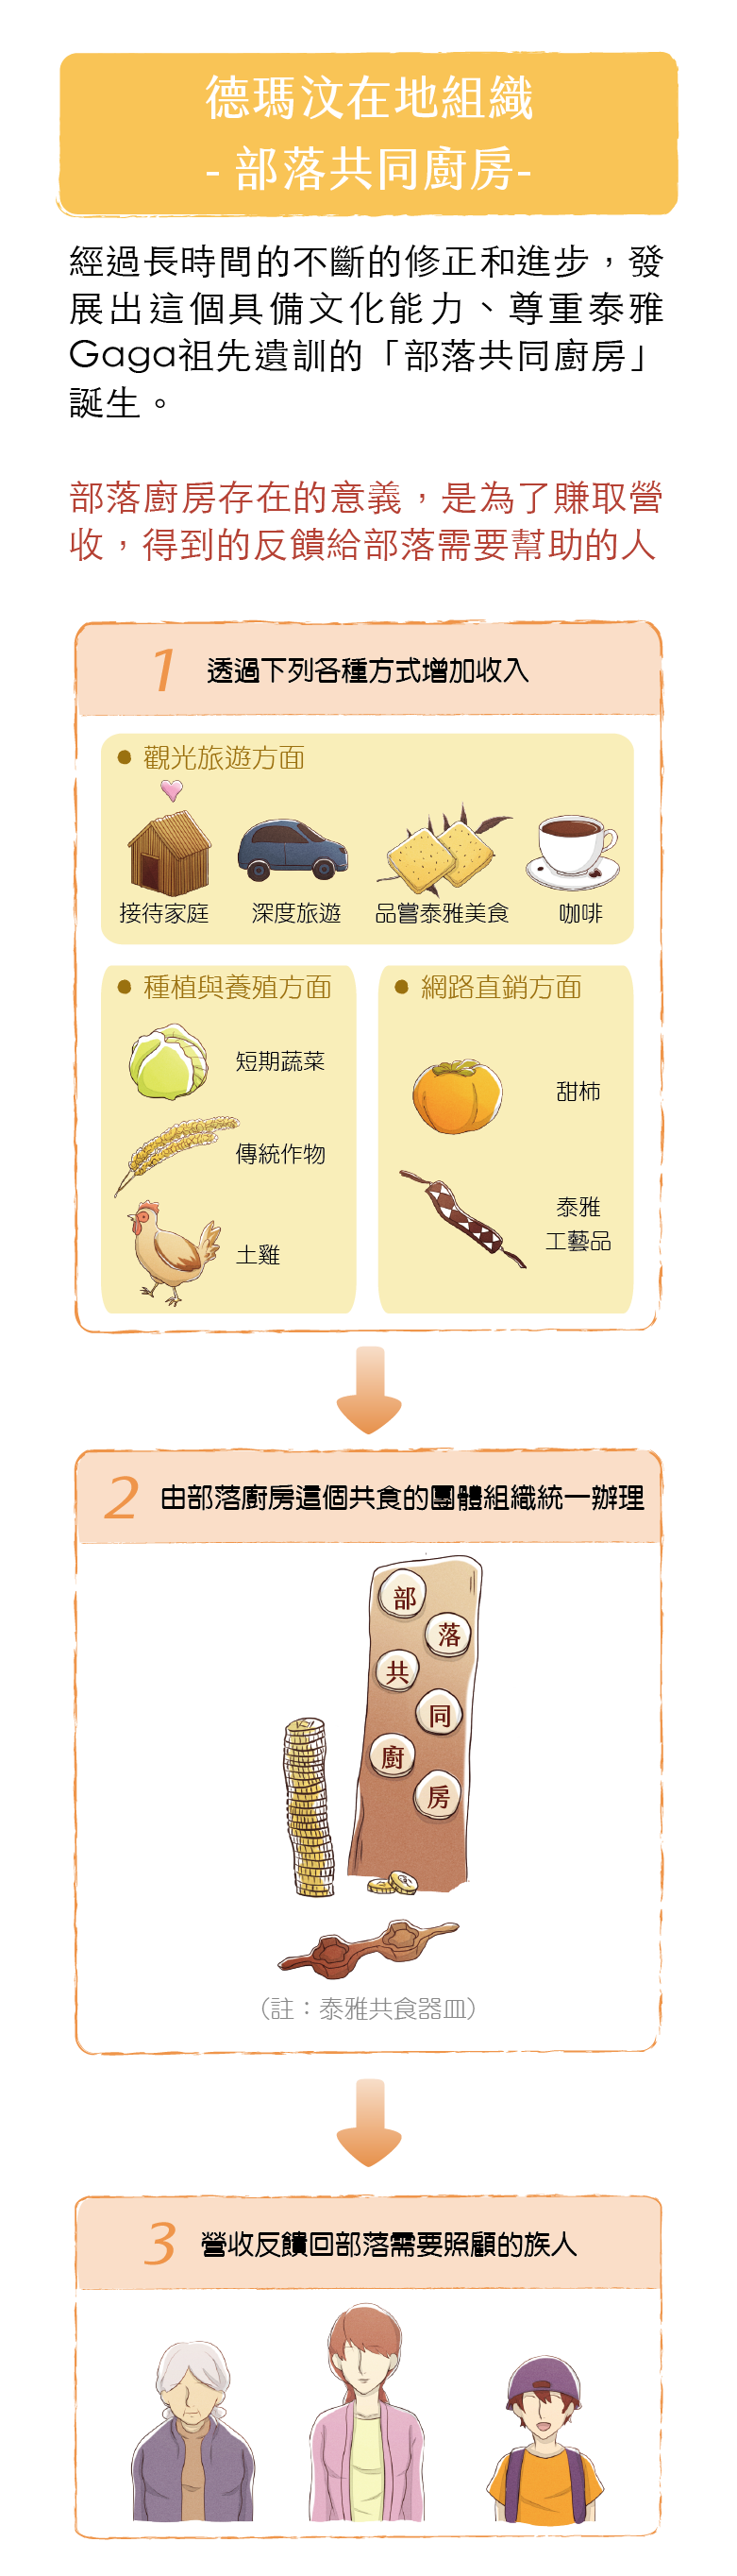 德瑪汶在地組織
- 部落共同廚房-
經過長時間的不斷的修正和進步，發
展出這個具備文化能力、尊重泰雅
Gaga祖先遺訓的「部落共同廚房」
誕生。
部落廚房存在的意義，是為了賺取營
收，得到的反饋給部落需要幫助的人
1 透過下列各種方式增加收入
● 觀光旅遊方面
接待家庭 深度旅遊 品嘗泰雅美食 咖啡
● 種植與養殖方面
短期蔬菜
傳統作物
土雞
● 網路直銷方面
甜柿
泰雅
工藝品
2 由部落廚房這個共食的團體組織統一辦理
部
落
共
同
廚
房
（註：泰雅共食器皿）
3 營收反饋回部落需要照顧的族人